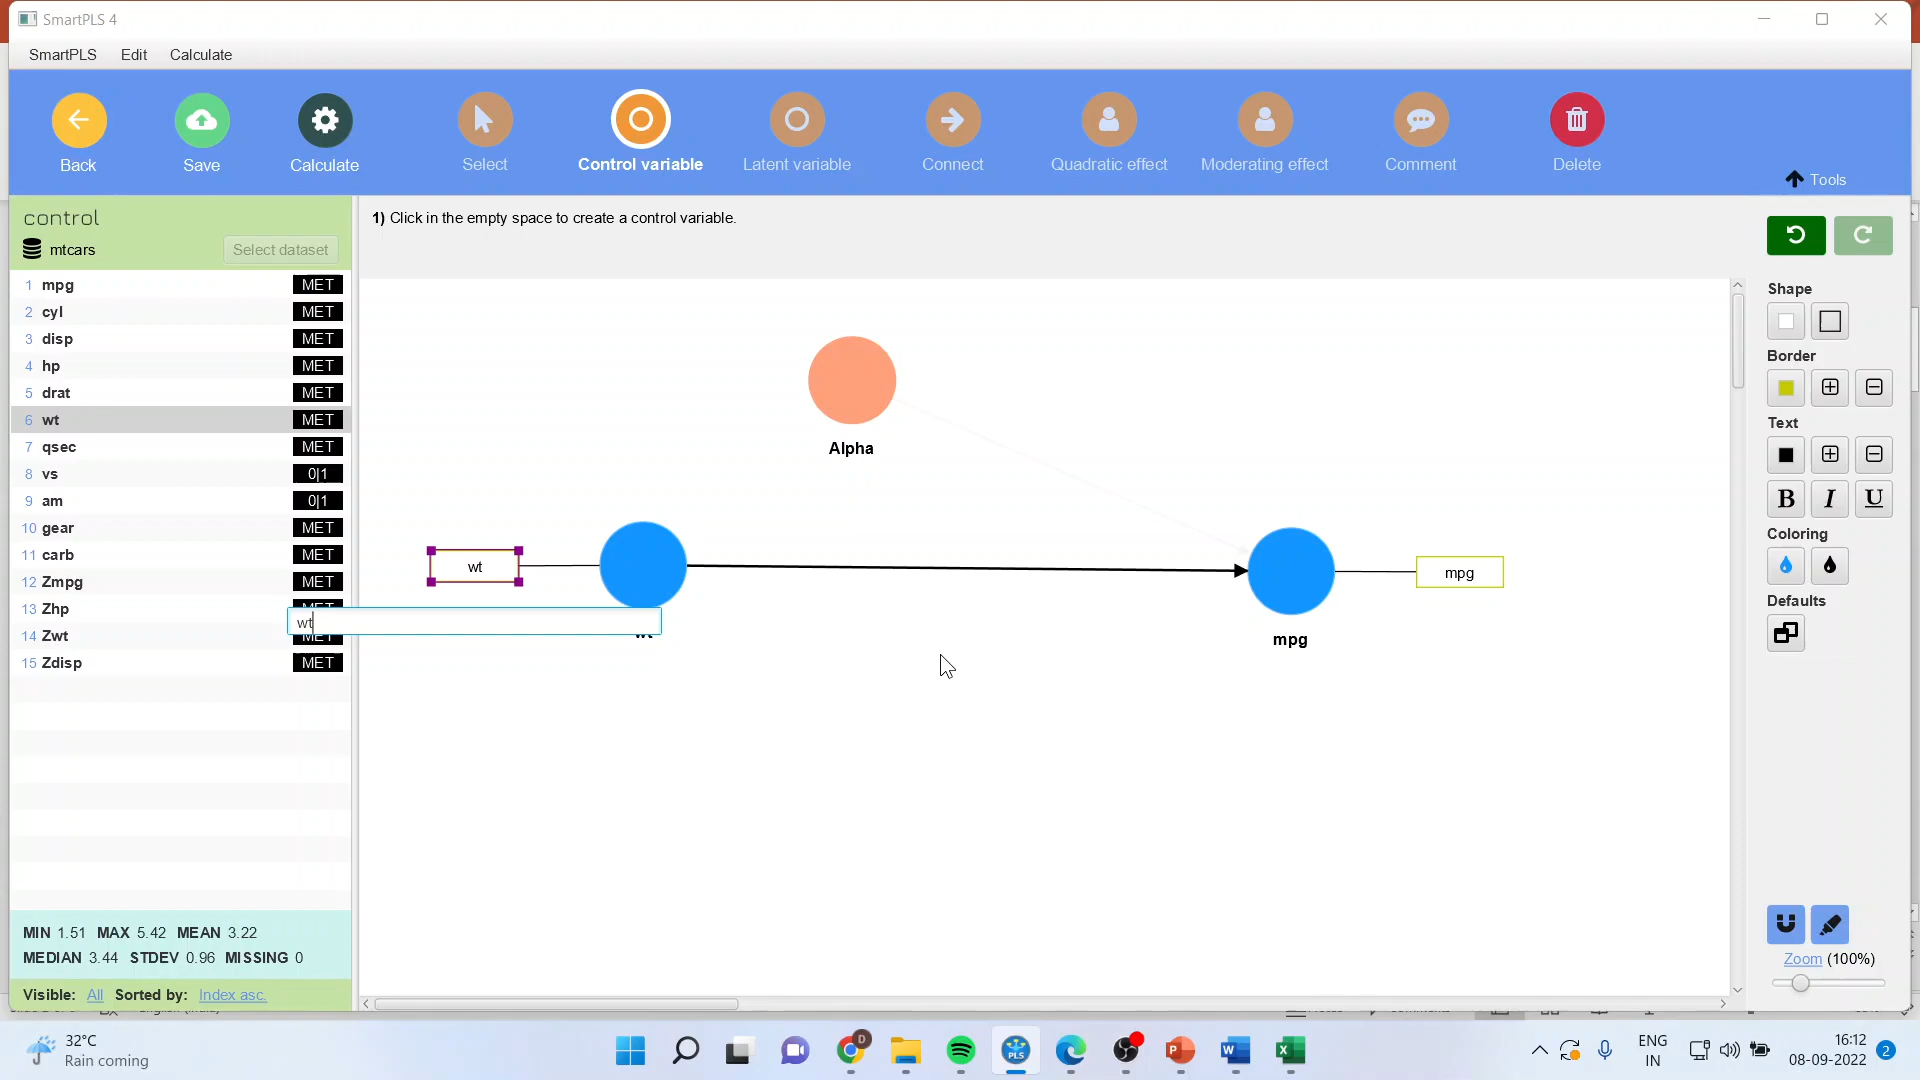 SmartPLS 4
SmartPLS Edit Calculate
Back Save Calculate Select Control variable Latent variable Connect Quadratic effect Moderating effect Comment Delete Tools
control
mtcars Select dataset
1) Click in the empty space to create a control variable.
1 mpg MET
2 cyl MET
3 disp MET
4 hp MET
5 drat MET
6 wt MET
7 qsec MET
8 vs 0|1
9 am 0|1
10 gear MET
11 carb MET
12 Zmpg MET
13 Zhp MET
14 Zwt MET
15 Zdisp MET
Alpha
wt
mpg
wt
wt
mpg
Shape
Border
Text
B I U
Coloring
Defaults
Zoom (100%)
MIN 1.51 MAX 5.42 MEAN 3.22
MEDIAN 3.44 STDEV 0.96 MISSING 0
Visible: All Sorted by: Index asc.
32°C
Rain coming
D
PLS
ENG
IN
16:12
08-09-2022
2